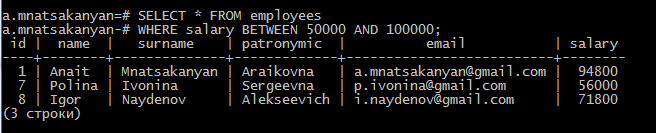 a.mnatsakanyan=# SELECT * FROM employees
a.mnatsakanyan-# WHERE salary BETWEEN 50000 AND 100000;
 id |  name  |   surname    | patronymic  |           email           | salary
----+--------+--------------+-------------+---------------------------+--------
  1 | Anait  | Mnatsakanyan | Araikovna   | a.mnatsakanyan@gmail.com  |  94800
  7 | Polina | Ivonina      | Sergeevna   | p.ivonina@gmail.com       |  56000
  8 | Igor   | Naydenov     | Alekseevich | i.naydenov@gmail.com      |  71800
(3 строки)